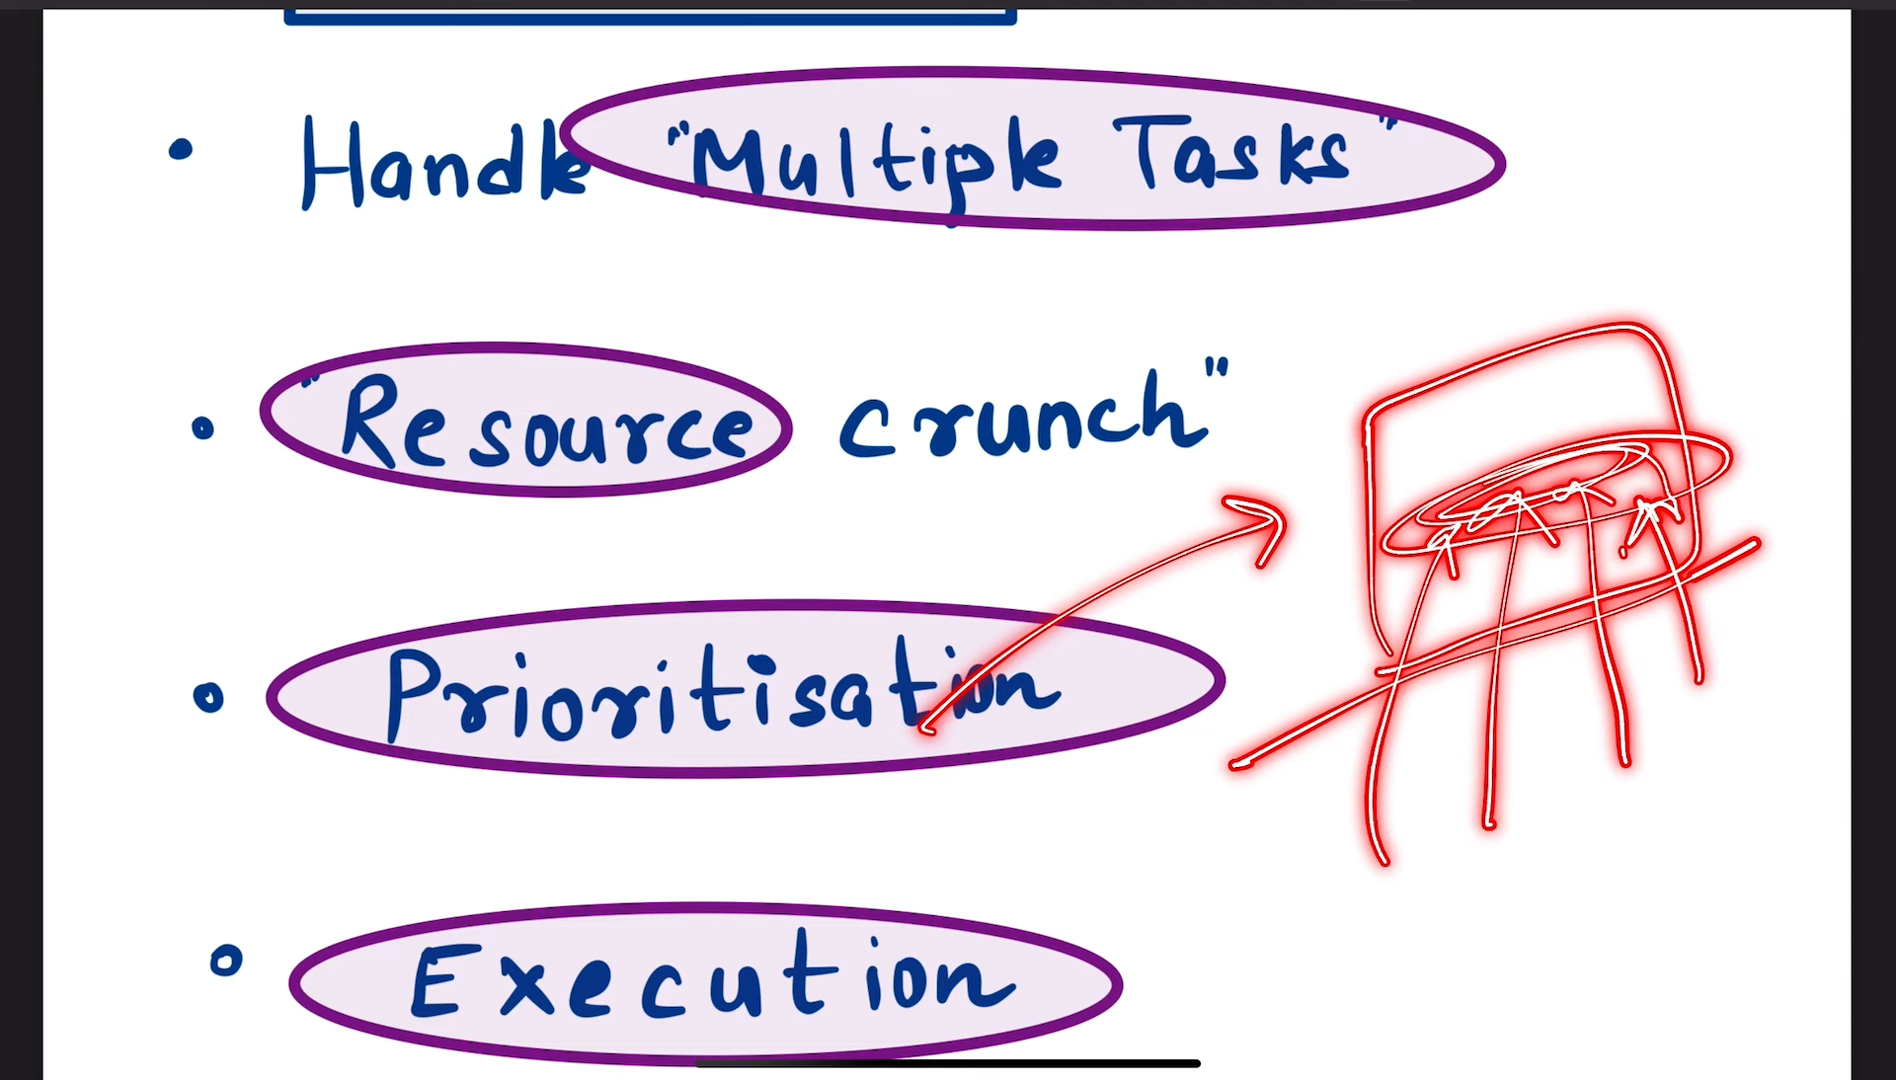 • Handle "Multiple Tasks"
• "Resource crunch"
• Prioritisation
• Execution